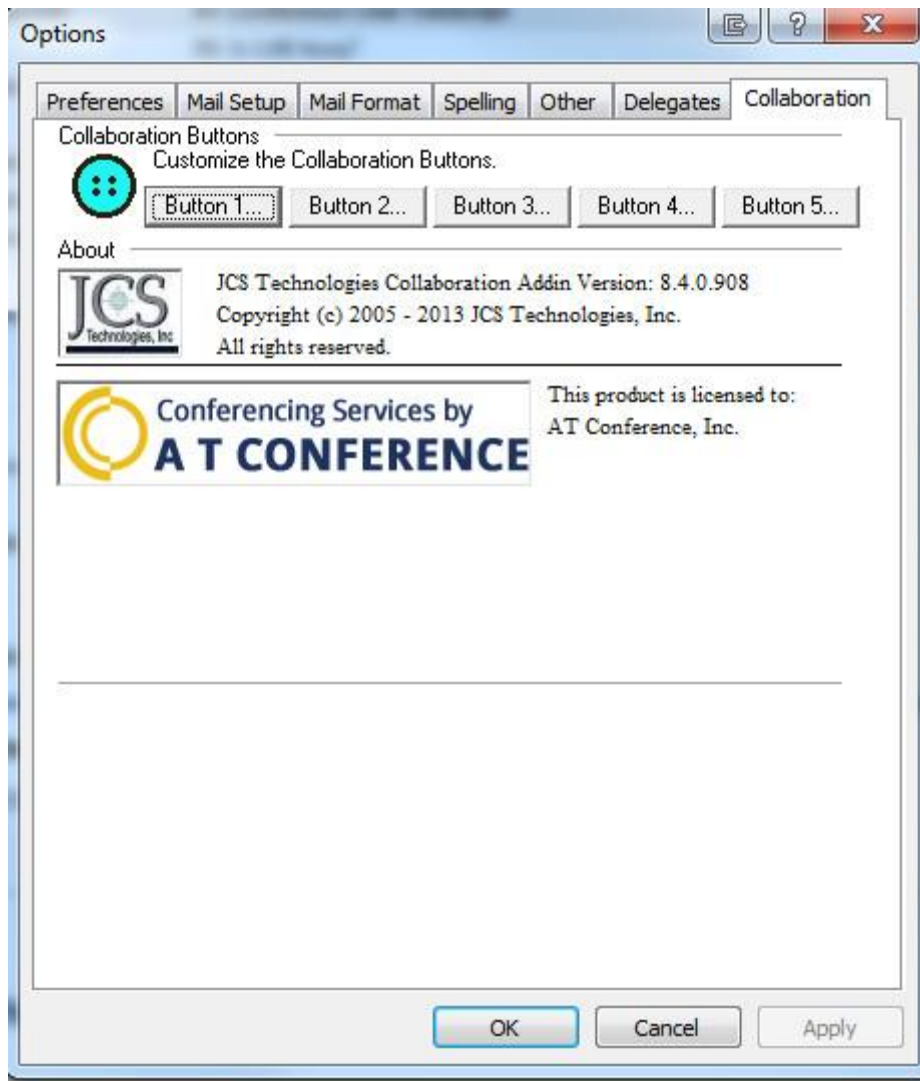 Options
Preferences Mail Setup Mail Format Spelling Other Delegates Collaboration
Collaboration Buttons
Customize the Collaboration Buttons.
Button 1... Button 2... Button 3... Button 4... Button 5...
About
JCS
Technologies, Inc
JCS Technologies Collaboration Addin Version: 8.4.0.908
Copyright (c) 2005 - 2013 JCS Technologies, Inc.
All rights reserved.
Conferencing Services by
A T CONFERENCE
This product is licensed to:
AT Conference, Inc.
OK Cancel Apply